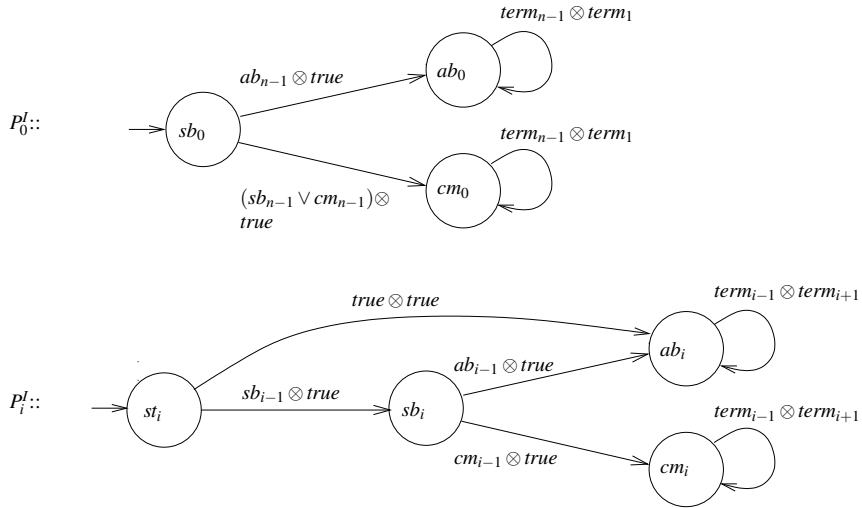 term_{n−1} ⊗ term_1
ab_{n−1} ⊗ true
ab_0
P_0^I::
sb_0
term_{n−1} ⊗ term_1
cm_0
(sb_{n−1} ∨ cm_{n−1})⊗
true
term_{i−1} ⊗ term_{i+1}
true ⊗ true
ab_i
ab_{i−1} ⊗ true
P_i^I::
st_i
sb_{i−1} ⊗ true
sb_i
term_{i−1} ⊗ term_{i+1}
cm_{i−1} ⊗ true
cm_i